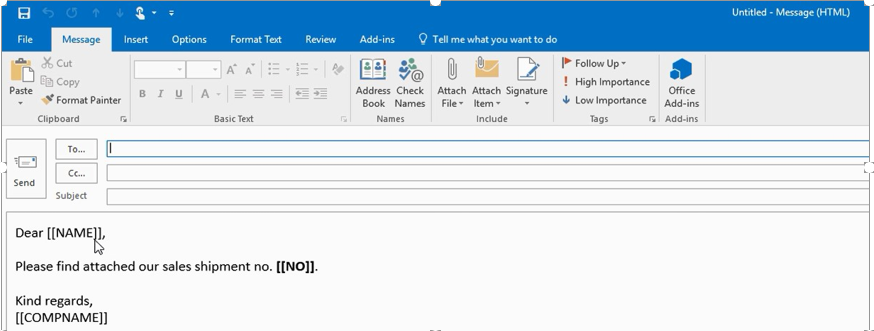 Untitled - Message (HTML)
File Message Insert Options Format Text Review Add-ins Tell me what you want to do
Paste
Cut
Copy
Format Painter
Clipboard
B I U A
Basic Text
Address Book
Check Names
Names
Attach File
Attach Item
Signature
Include
Follow Up
High Importance
Low Importance
Tags
Office Add-ins
Add-ins
Send
To...
Cc...
Subject
Dear [[NAME]],
Please find attached our sales shipment no. [[NO]].
Kind regards,
[[COMPNAME]]